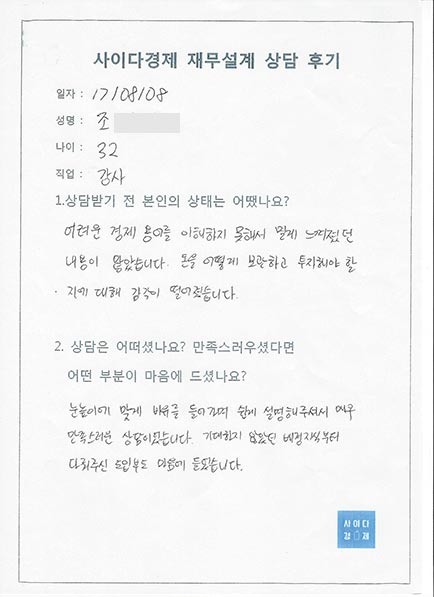 사이다경제 재무설계 상담 후기
일자 : 17/08/08
성명 : 조
나이 : 32
직업 : 강사
1.상담받기 전 본인의 상태는 어땠나요?
어려운 경제 용어를 이해하지 못해서 멀게 느껴졌던
내용이 많았습니다. 돈을 어떻게 보관하고 투자해야 할
지에 대해 감각이 떨어졌습니다.
2. 상담은 어떠셨나요? 만족스러우셨다면
어떤 부분이 마음에 드셨나요?
눈높이에 맞게 비유를 들어가며 쉽게 설명해주셔서 매우
만족스러운 상담이었습니다. 기대하지 않았던 배경지식부터
다뤄주신 도입부도 마음에 들었습니다.
사이다
경제